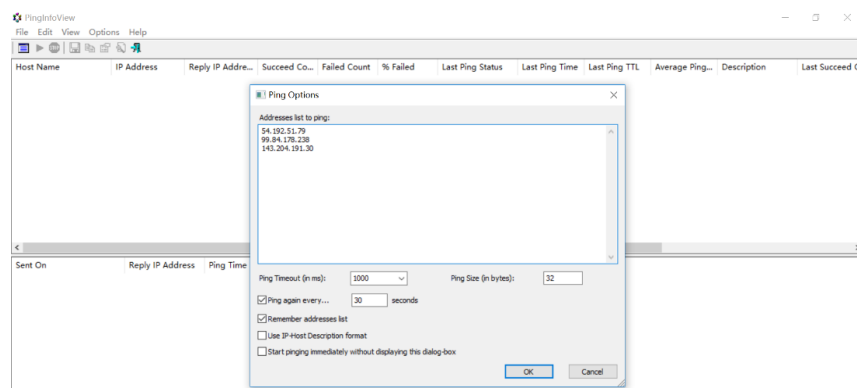 PingInfoView
File Edit View Options Help
Host Name IP Address Reply IP Addre... Succeed Co... Failed Count % Failed Last Ping Status Last Ping Time Last Ping TTL Average Ping... Description Last Succeed
Ping Options
Addresses list to ping:
54.192.51.79
99.84.178.238
143.204.191.30
Sent On Reply IP Address Ping Time
Ping Timeout (in ms): 1000 Ping Size (in bytes): 32
Ping again every... 30 seconds
Remember addresses list
Use IP-Host Description format
Start pinging immediately without displaying this dialog-box
OK Cancel